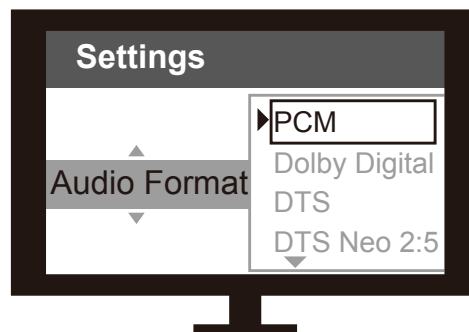 Settings
Audio Format
PCM
Dolby Digital
DTS
DTS Neo 2:5